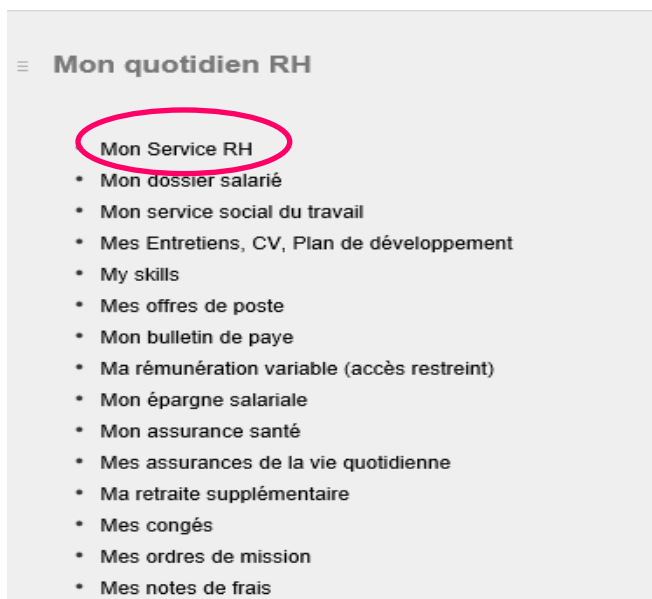 Mon quotidien RH
Mon Service RH
• Mon dossier salarié
• Mon service social du travail
• Mes Entretiens, CV, Plan de développement
• My skills
• Mes offres de poste
• Mon bulletin de paye
• Ma rémunération variable (accès restreint)
• Mon épargne salariale
• Mon assurance santé
• Mes assurances de la vie quotidienne
• Ma retraite supplémentaire
• Mes congés
• Mes ordres de mission
• Mes notes de frais